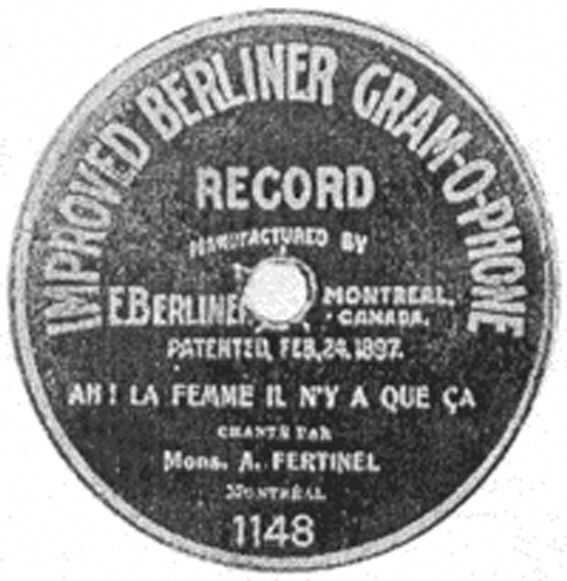 IMPROVED BERLINER GRAM-O-PHONE
RECORD
MANUFACTURED BY
E. BERLINER MONTREAL,
CANADA.
PATENTED, FEB, 24, 1897.
AH! LA FEMME IL N'Y A QUE ÇA
CHANTÉ PAR
Mons. A. FERTINEL
MONTRÉAL
1148